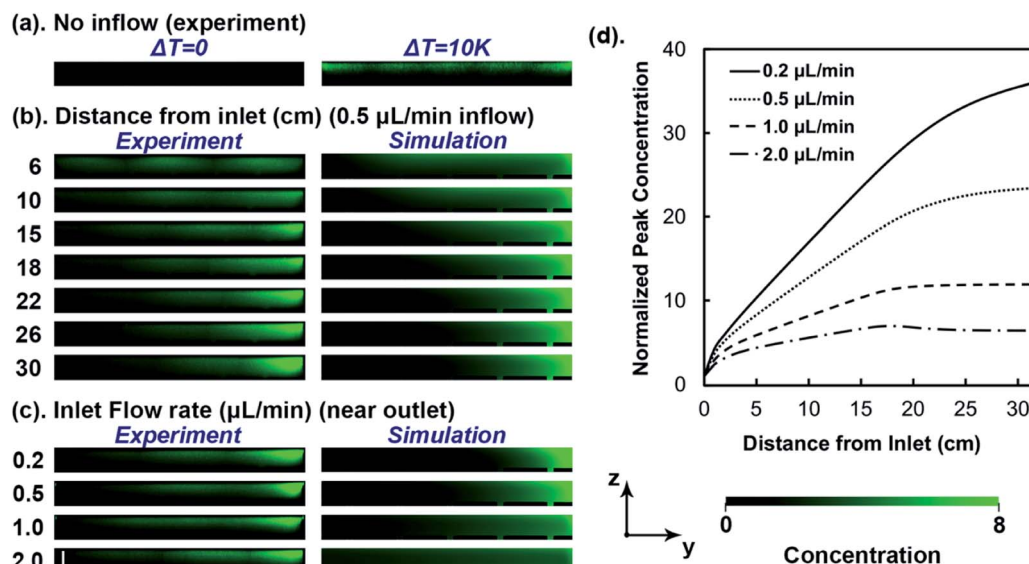 (a). No inflow (experiment)
ΔT=0 ΔT=10K
(b). Distance from inlet (cm) (0.5 µL/min inflow)
Experiment Simulation
6
10
15
18
22
26
30
(c). Inlet Flow rate (µL/min) (near outlet)
Experiment Simulation
0.2
0.5
1.0
2.0
(d).
Normalized Peak Concentration
40
30
20
10
0
0.2 µL/min
0.5 µL/min
1.0 µL/min
2.0 µL/min
0 5 10 15 20 25 30
Distance from Inlet (cm)
z
y
0 8
Concentration